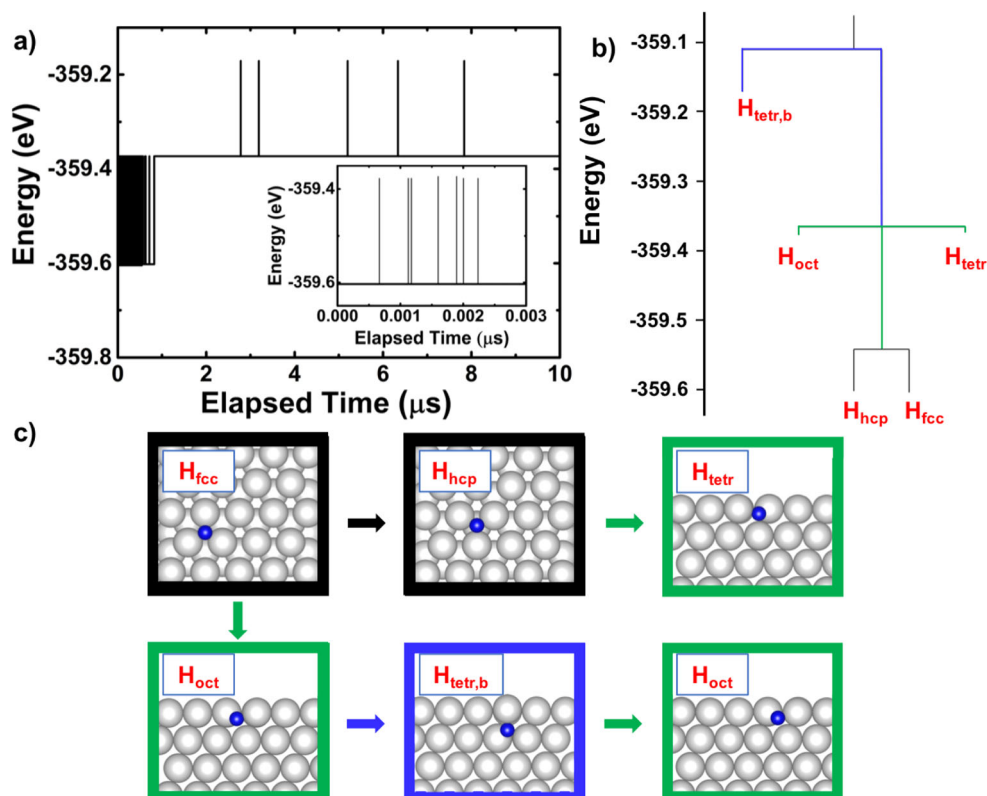 a)
Energy (eV)
-359.2
-359.4
-359.6
-359.8
0 2 4 6 8 10
Elapsed Time (μs)
Energy (eV)
-359.4
-359.6
0.000 0.001 0.002 0.003
Elapsed Time (μs)
b)
Energy (eV)
-359.1
-359.2
-359.3
-359.4
-359.5
-359.6
Htetr,b
Hoct Htetr
Hhcp Hfcc
c)
Hfcc Hhcp Htetr
Hoct Htetr,b Hoct